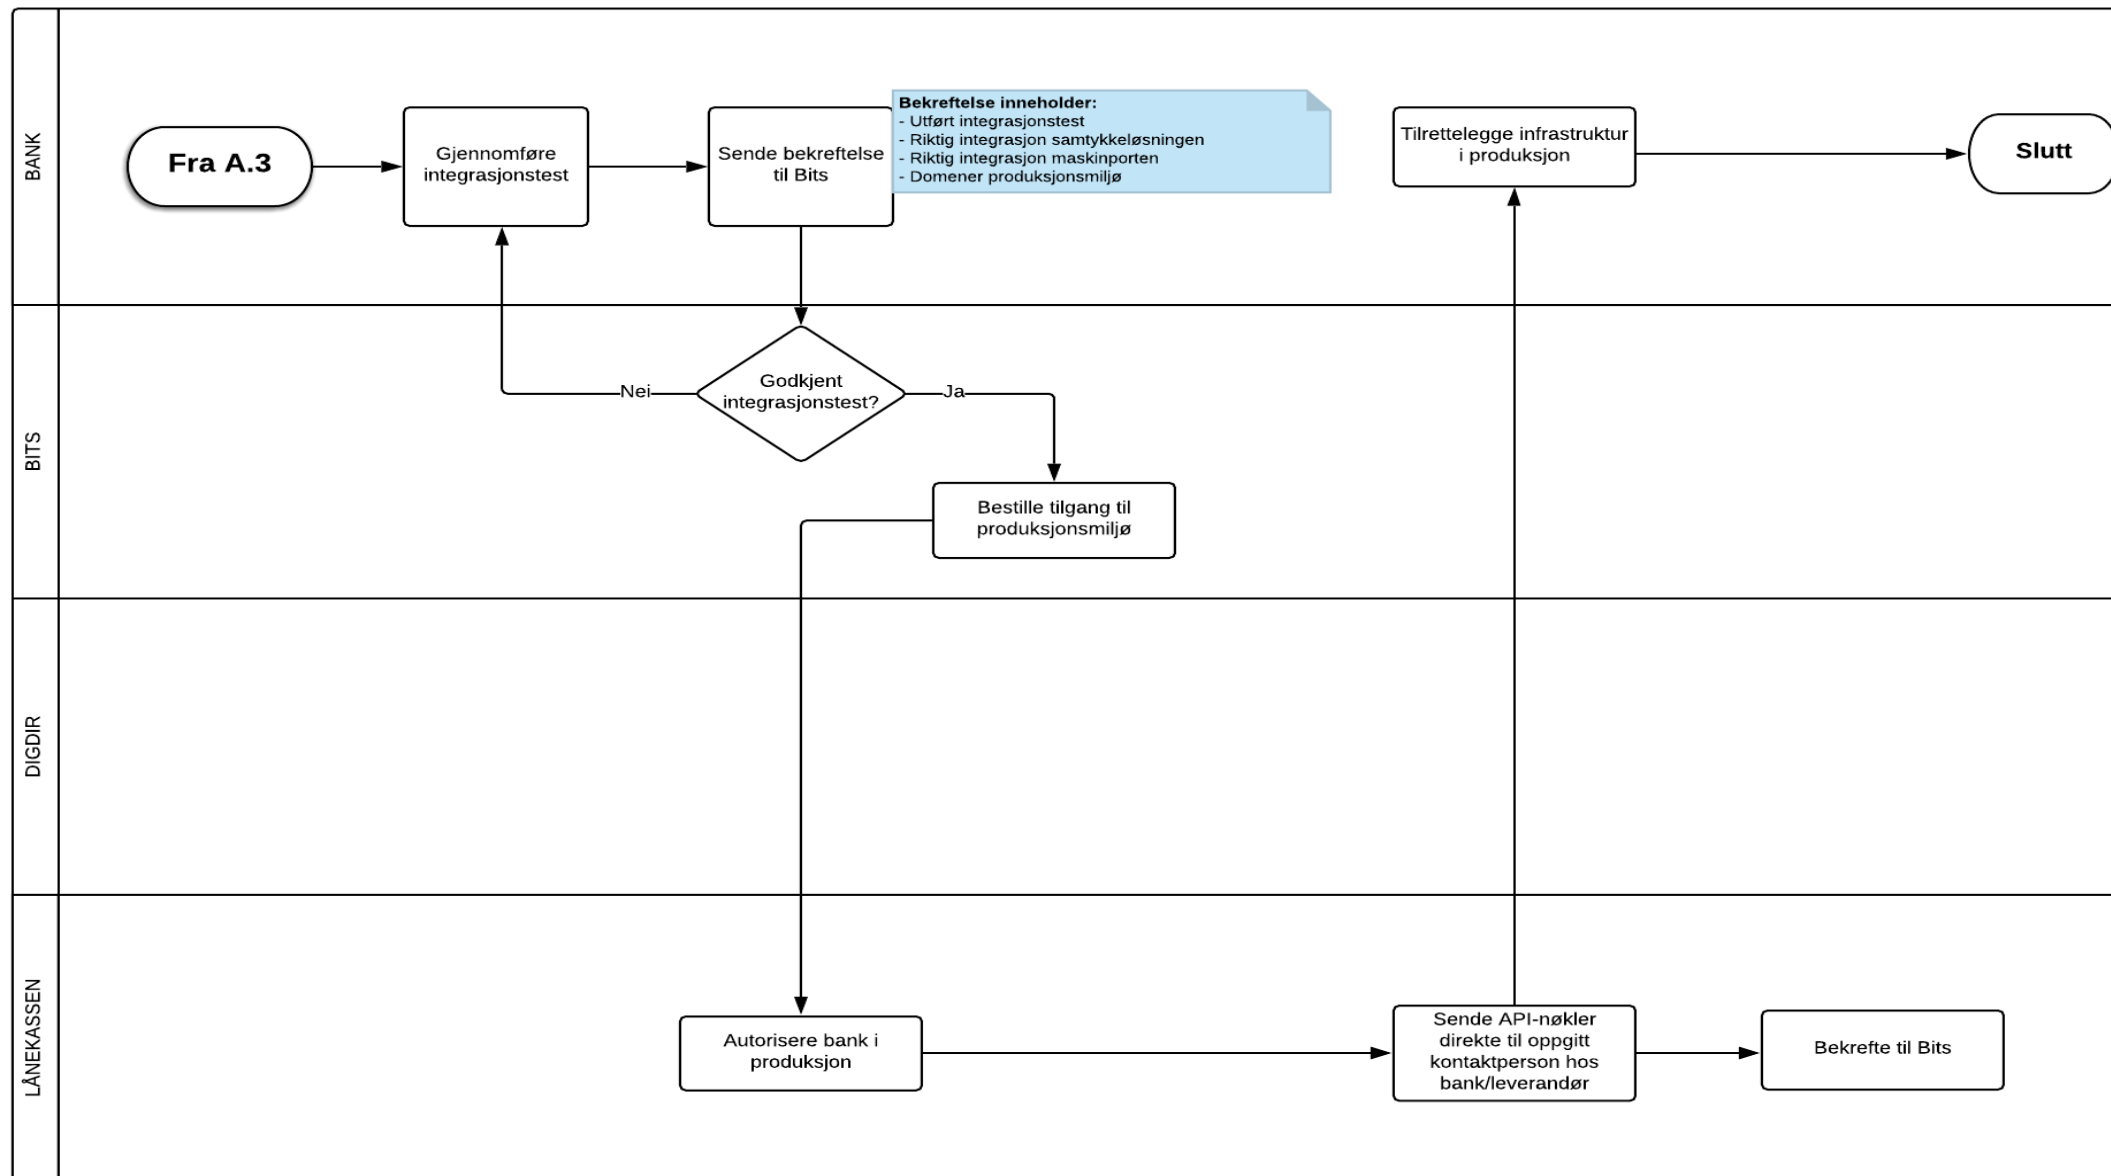 BANK
Fra A.3
Gjennomføre
integrasjonstest
Sende bekreftelse
til Bits
Bekreftelse inneholder:
- Utført integrasjonstest
- Riktig integrasjon samtykkeløsningen
- Riktig integrasjon maskinporten
- Domener produksjonsmiljø
Tilrettelegge infrastruktur
i produksjon
Slutt
BITS
Nei
Godkjent
integrasjonstest?
Ja
Bestille tilgang til
produksjonsmiljø
DIGDIR
LÅNEKASSEN
Autorisere bank i
produksjon
Sende API-nøkler
direkte til oppgitt
kontaktperson hos
bank/leverandør
Bekrefte til Bits